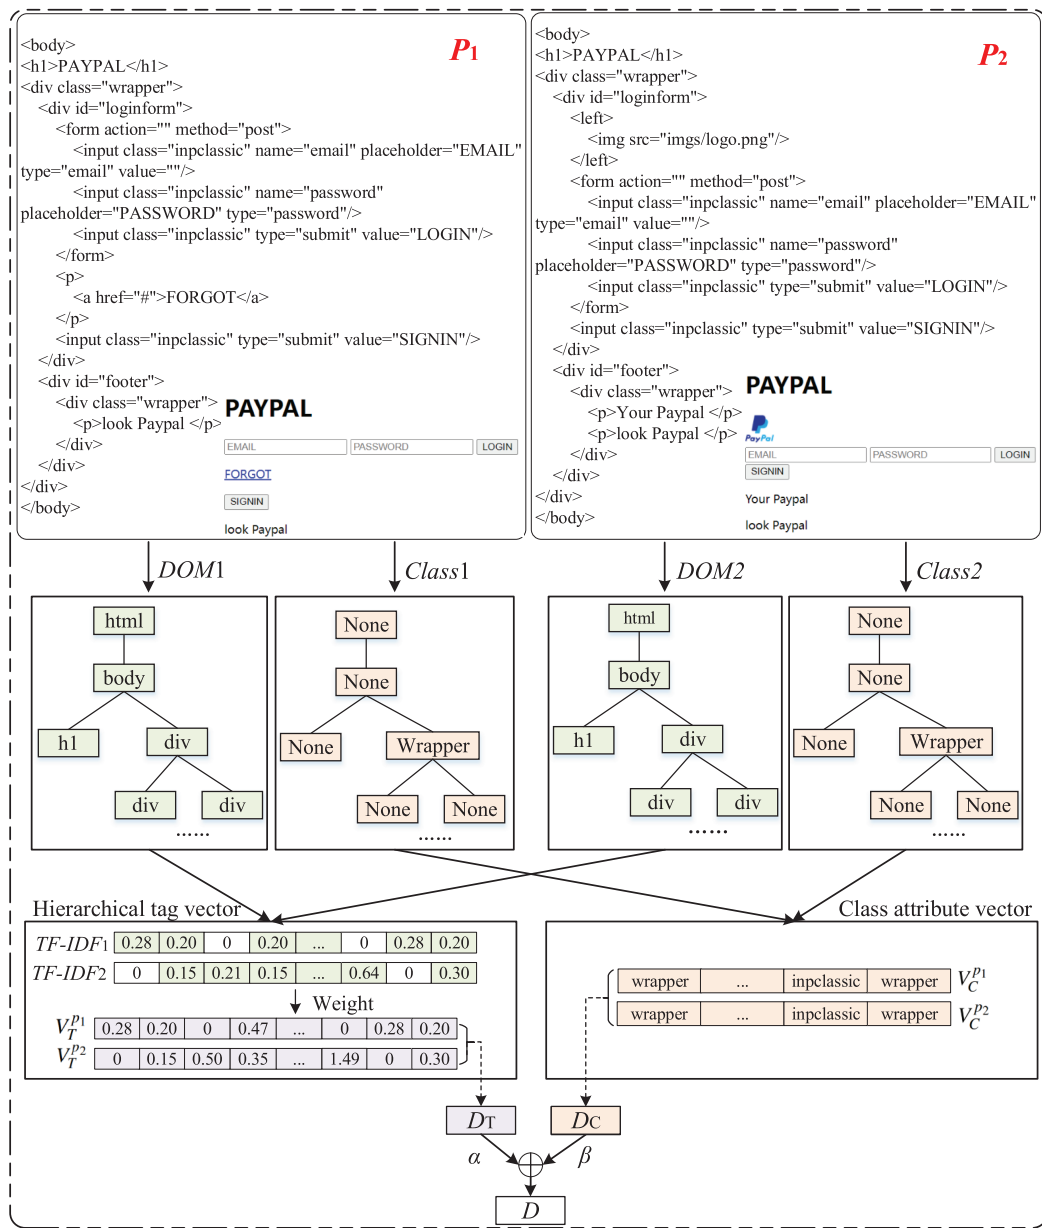 P1
<body>
<h1>PAYPAL</h1>
<div class="wrapper">
<div id="loginform">
<form action="" method="post">
<input class="inpclassic" name="email" placeholder="EMAIL"
type="email" value=""/>
<input class="inpclassic" name="password"
placeholder="PASSWORD" type="password"/>
<input class="inpclassic" type="submit" value="LOGIN"/>
</form>
<p>
<a href="#">FORGOT</a>
</p>
<input class="inpclassic" type="submit" value="SIGNIN"/>
</div>
<div id="footer">
<div class="wrapper">
<p>look Paypal </p>
</div>
</div>
</div>
</body>
PAYPAL
EMAIL PASSWORD LOGIN
FORGOT
SIGNIN
look Paypal
P2
<body>
<h1>PAYPAL</h1>
<div class="wrapper">
<div id="loginform">
<left>
<img src="imgs/logo.png"/>
</left>
<form action="" method="post">
<input class="inpclassic" name="email" placeholder="EMAIL"
type="email" value=""/>
<input class="inpclassic" name="password"
placeholder="PASSWORD" type="password"/>
<input class="inpclassic" type="submit" value="LOGIN"/>
</form>
<input class="inpclassic" type="submit" value="SIGNIN"/>
</div>
<div id="footer">
<div class="wrapper">
<p>Your Paypal </p>
<p>look Paypal </p>
</div>
</div>
</div>
</body>
PAYPAL
PayPal
EMAIL PASSWORD LOGIN
SIGNIN
Your Paypal
look Paypal
DOM1 Class1 DOM2 Class2
html
body
h1 div
div div
......
None
None
None Wrapper
None None
......
html
body
h1 div
div div
......
None
None
None Wrapper
None None
......
Hierarchical tag vector
TF-IDF1 0.28 0.20 0 0.20 ... 0 0.28 0.20
TF-IDF2 0 0.15 0.21 0.15 ... 0.64 0 0.30
Weight
V_T^{p1} 0.28 0.20 0 0.47 ... 0 0.28 0.20
V_T^{p2} 0 0.15 0.50 0.35 ... 1.49 0 0.30
Class attribute vector
wrapper ... inpclassic wrapper V_C^{p1}
wrapper ... inpclassic wrapper V_C^{p2}
DT DC
α β
D